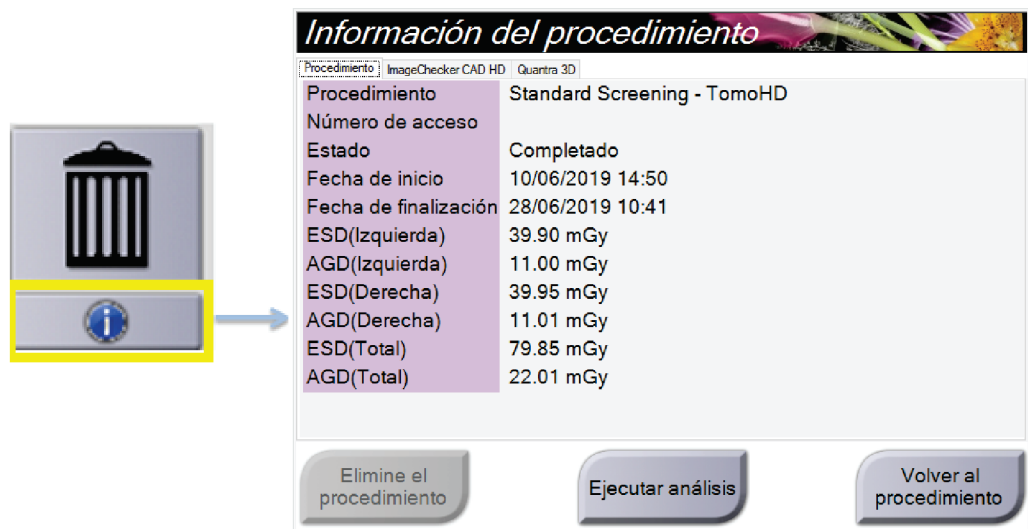 Información del procedimiento
Procedimiento ImageChecker CAD HD Quantra 3D
Procedimiento Standard Screening - TomoHD
Número de acceso
Estado Completado
Fecha de inicio 10/06/2019 14:50
Fecha de finalización 28/06/2019 10:41
ESD(Izquierda) 39.90 mGy
AGD(Izquierda) 11.00 mGy
ESD(Derecha) 39.95 mGy
AGD(Derecha) 11.01 mGy
ESD(Total) 79.85 mGy
AGD(Total) 22.01 mGy
Elimine el
procedimiento
Ejecutar análisis
Volver al
procedimiento